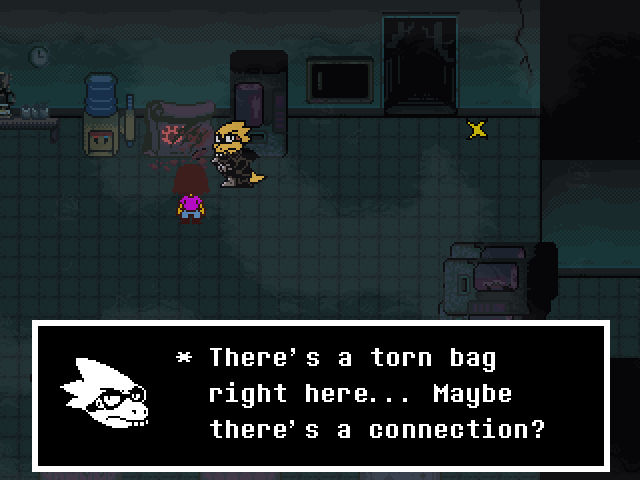 * There's a torn bag
right here... Maybe
there's a connection?